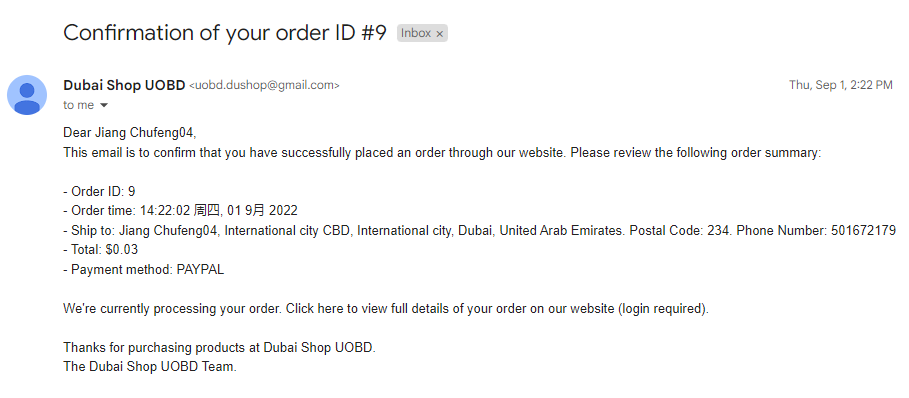 Confirmation of your order ID #9 Inbox ×
Dubai Shop UOBD <uobd.dushop@gmail.com> Thu, Sep 1, 2:22 PM
to me
Dear Jiang Chufeng04,
This email is to confirm that you have successfully placed an order through our website. Please review the following order summary:
- Order ID: 9
- Order time: 14:22:02 周四, 01 9月 2022
- Ship to: Jiang Chufeng04, International city CBD, International city, Dubai, United Arab Emirates. Postal Code: 234. Phone Number: 501672179
- Total: $0.03
- Payment method: PAYPAL
We're currently processing your order. Click here to view full details of your order on our website (login required).
Thanks for purchasing products at Dubai Shop UOBD.
The Dubai Shop UOBD Team.